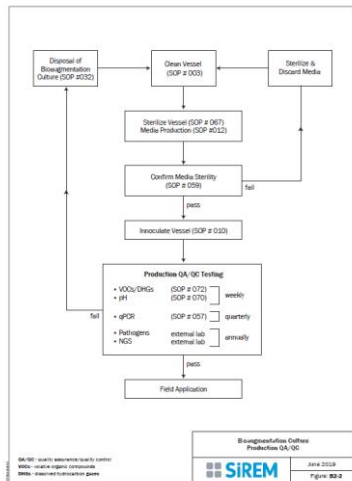 Disposal of
Bioaugmentation
Culture (SOP #032)
Clean Vessel
(SOP # 003)
Sterilize &
Discard Media
Sterilize Vessel (SOP # 067)
Media Production (SOP #012)
Confirm Media Sterility
(SOP # 059)
fail
pass
Innoculate Vessel (SOP # 010)
Production QA/QC Testing
• VOCs/DHGs (SOP # 072)
• pH (SOP # 070)
weekly
• qPCR (SOP # 057) quarterly
• Pathogens external lab
• NGS external lab
annually
fail
pass
Field Application
QA/QC - quality assurance/quality control
VOCs - volatile organic compounds
DHGs - dissolved hydrocarbon gases
Bioaugmentation Culture
Production QA/QC
SiREM
June 2019
Figure: B2-2